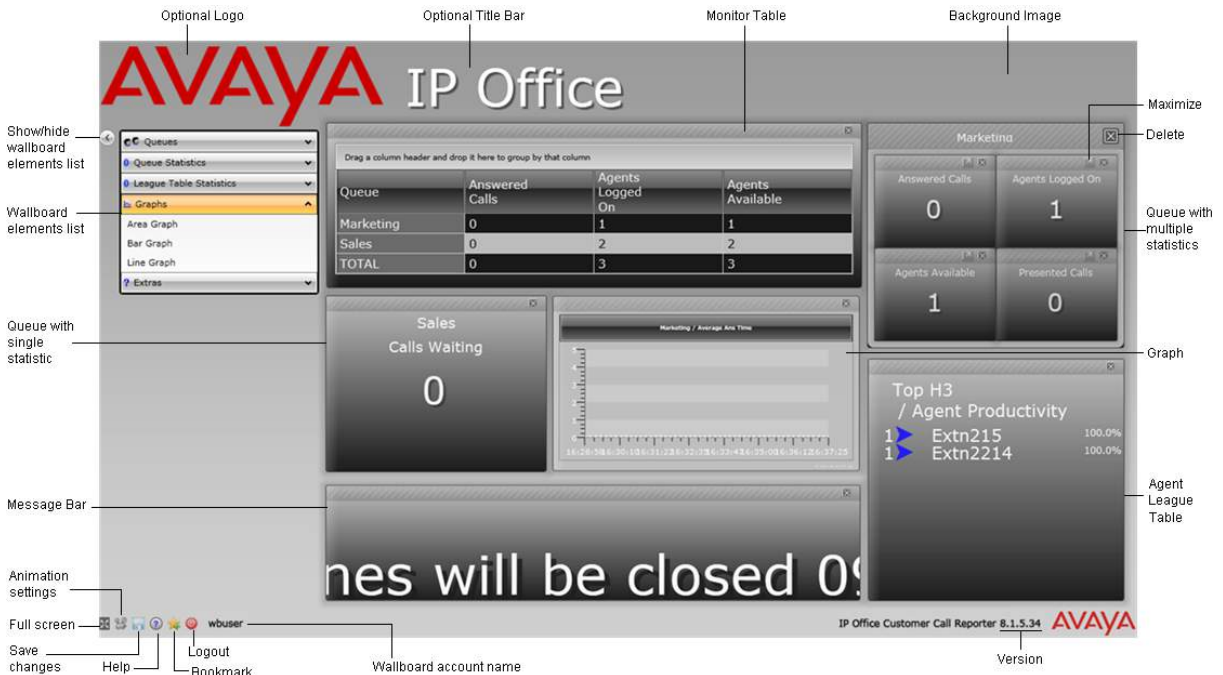 Optional Logo
Optional Title Bar
Monitor Table
Background Image
AVAYA IP Office
Maximize
Delete
Show/hide
wallboard
elements list
Wallboard
elements list
Queues
Queue Statistics
League Table Statistics
Graphs
Area Graph
Bar Graph
Line Graph
? Extras
Drag a column header and drop it here to group by that column
Queue Answered Calls Agents Logged On Agents Available
Marketing 0 1 1
Sales 0 2 2
TOTAL 0 3 3
Marketing
Answered Calls
0
Agents Logged On
1
Agents Available
1
Presented Calls
0
Queue with
multiple
statistics
Queue with
single
statistic
Sales
Calls Waiting
0
Marketing / Average Ans Time
Graph
Top H3
/ Agent Productivity
1 Extn215 100.0%
1 Extn2214 100.0%
Agent
League
Table
Message Bar
nes will be closed 09
Animation
settings
Full screen
Save
changes
Help
Bookmark
Logout
wbuser
Wallboard account name
IP Office Customer Call Reporter 8.1.5.34 AVAYA
Version